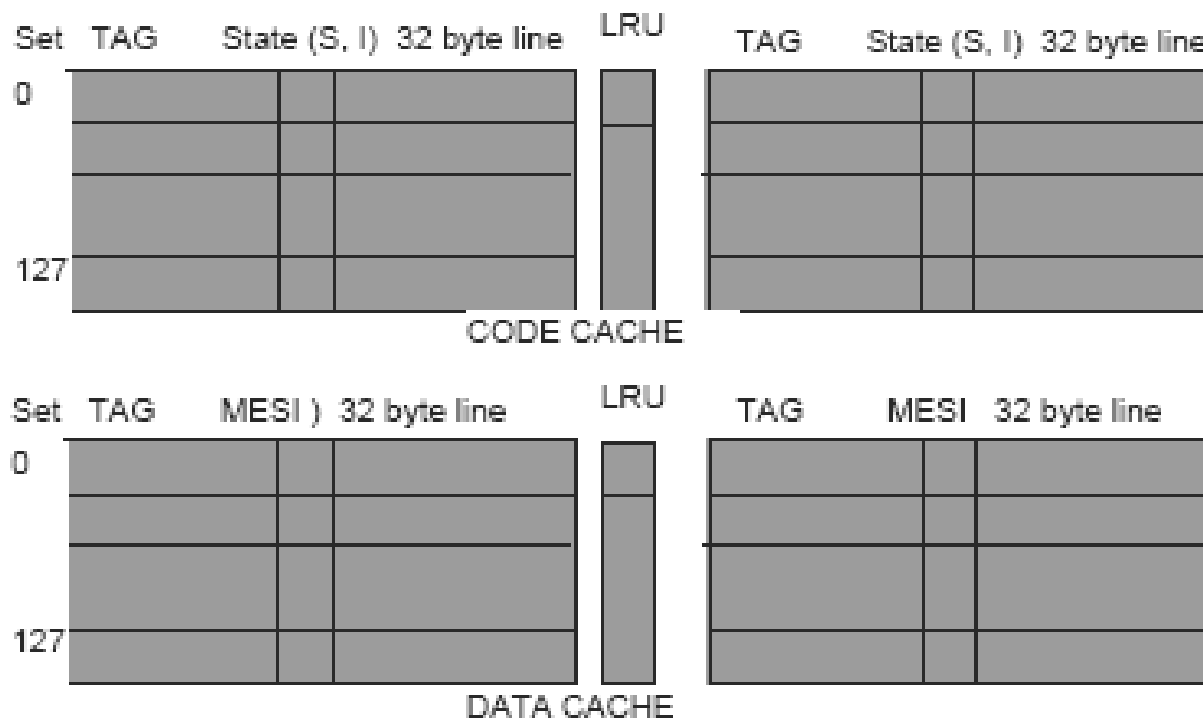 Set TAG State (S, I) 32 byte line LRU TAG State (S, I) 32 byte line
0
127
CODE CACHE
Set TAG MESI ) 32 byte line LRU TAG MESI 32 byte line
0
127
DATA CACHE